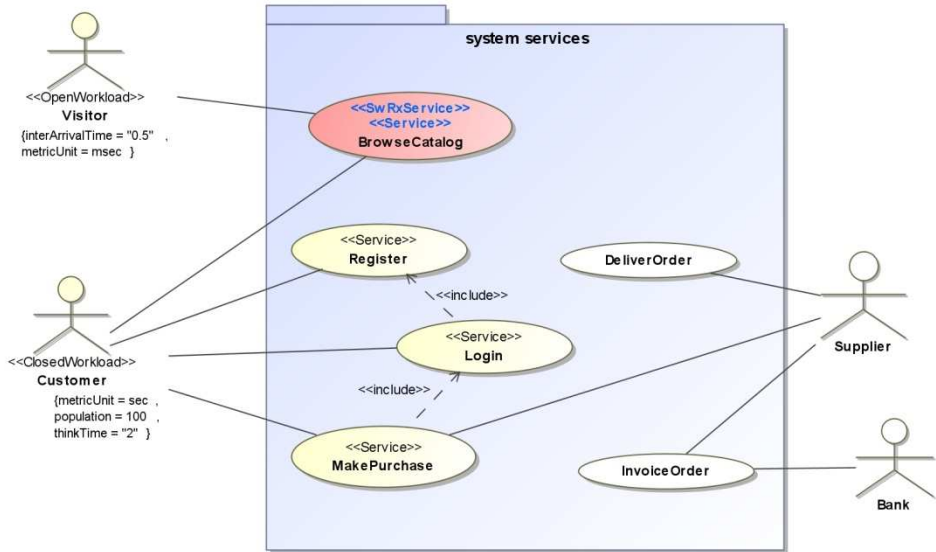 system services
<<OpenWorkload>>
Visitor
{interArrivalTime = "0.5" ,
metricUnit = msec }
<<SwRxService>>
<<Service>>
BrowseCatalog
<<Service>>
Register
DeliverOrder
<<include>>
<<Service>>
Login
Supplier
<<ClosedWorkload>>
Customer
{metricUnit = sec ,
population = 100 ,
thinkTime = "2" }
<<include>>
<<Service>>
MakePurchase
InvoiceOrder
Bank